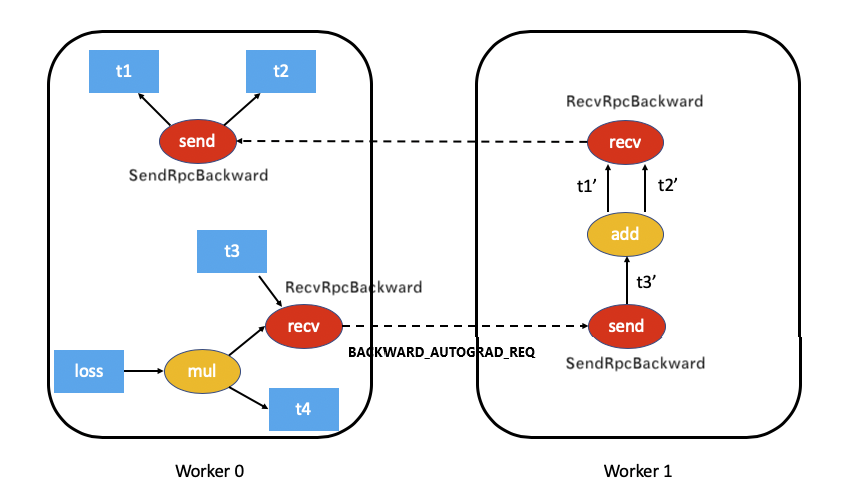 t1
t2
send
SendRpcBackward
t3
RecvRpcBackward
recv
BACKWARD_AUTOGRAD_REQ
loss
mul
t4
Worker 0
RecvRpcBackward
recv
t1’
t2’
add
t3’
send
SendRpcBackward
Worker 1